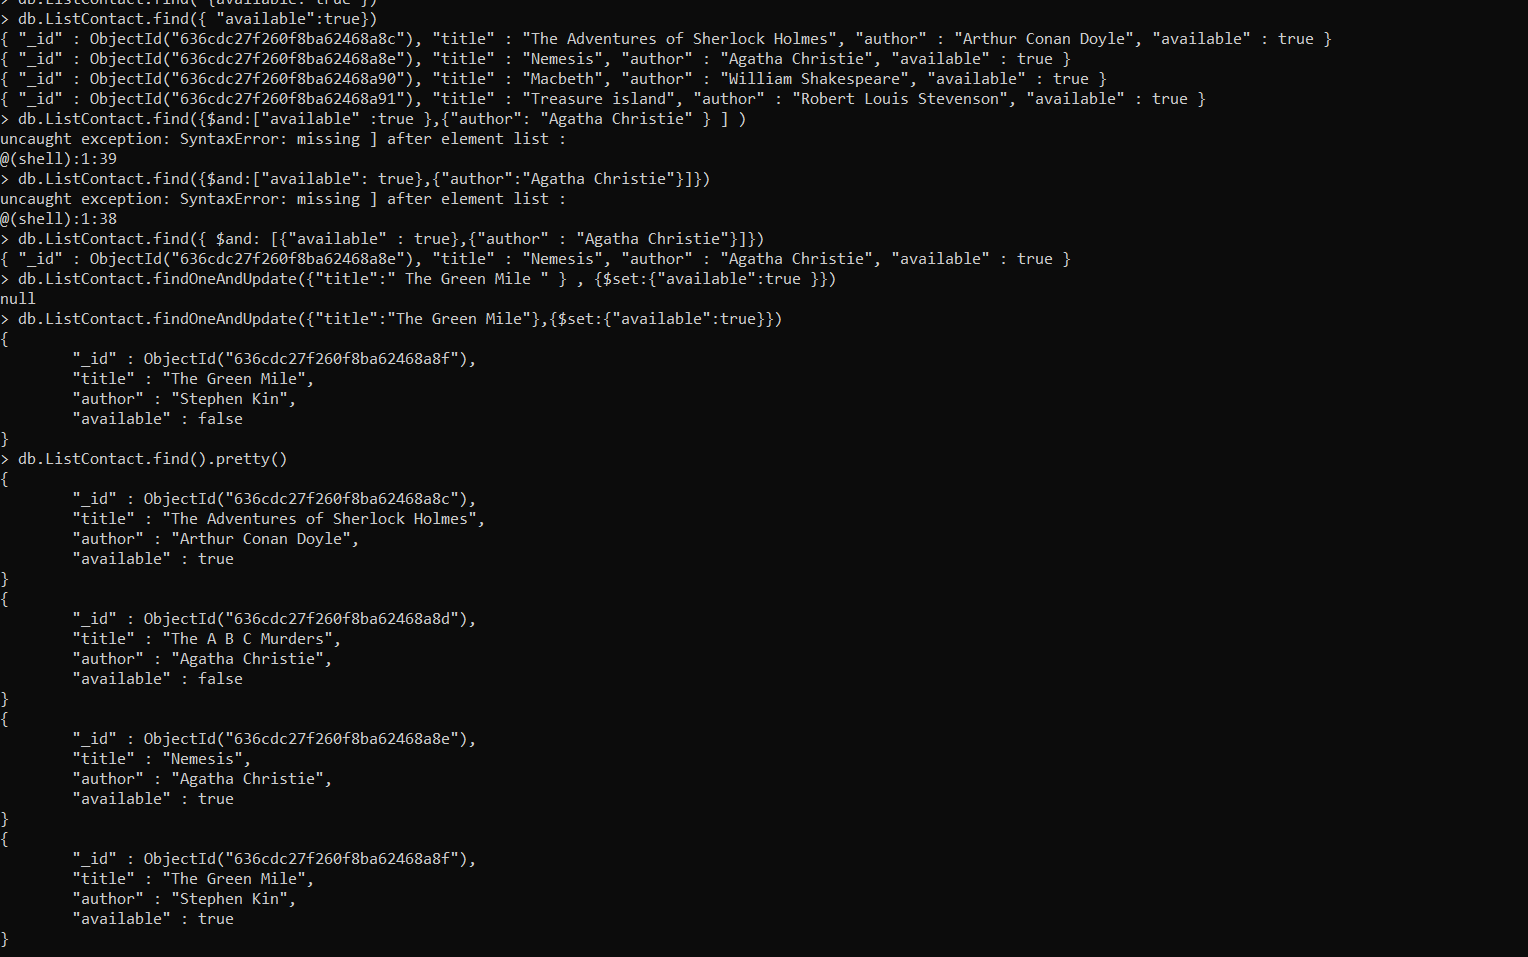 > db.ListContact.find( {available: true })
> db.ListContact.find({ "available":true})
{ "_id" : ObjectId("636cdc27f260f8ba62468a8c"), "title" : "The Adventures of Sherlock Holmes", "author" : "Arthur Conan Doyle", "available" : true }
{ "_id" : ObjectId("636cdc27f260f8ba62468a8e"), "title" : "Nemesis", "author" : "Agatha Christie", "available" : true }
{ "_id" : ObjectId("636cdc27f260f8ba62468a90"), "title" : "Macbeth", "author" : "William Shakespeare", "available" : true }
{ "_id" : ObjectId("636cdc27f260f8ba62468a91"), "title" : "Treasure island", "author" : "Robert Louis Stevenson", "available" : true }
> db.ListContact.find({$and:["available" :true },{"author": "Agatha Christie" } ] )
uncaught exception: SyntaxError: missing ] after element list :
@(shell):1:39
> db.ListContact.find({$and:["available": true},{"author":"Agatha Christie"}]})
uncaught exception: SyntaxError: missing ] after element list :
@(shell):1:38
> db.ListContact.find({ $and: [{"available" : true},{"author" : "Agatha Christie"}]})
{ "_id" : ObjectId("636cdc27f260f8ba62468a8e"), "title" : "Nemesis", "author" : "Agatha Christie", "available" : true }
> db.ListContact.findOneAndUpdate({"title":" The Green Mile " } , {$set:{"available":true }})
null
> db.ListContact.findOneAndUpdate({"title":"The Green Mile"},{$set:{"available":true}})
{
"_id" : ObjectId("636cdc27f260f8ba62468a8f"),
"title" : "The Green Mile",
"author" : "Stephen Kin",
"available" : false
}
> db.ListContact.find().pretty()
{
"_id" : ObjectId("636cdc27f260f8ba62468a8c"),
"title" : "The Adventures of Sherlock Holmes",
"author" : "Arthur Conan Doyle",
"available" : true
}
{
"_id" : ObjectId("636cdc27f260f8ba62468a8d"),
"title" : "The A B C Murders",
"author" : "Agatha Christie",
"available" : false
}
{
"_id" : ObjectId("636cdc27f260f8ba62468a8e"),
"title" : "Nemesis",
"author" : "Agatha Christie",
"available" : true
}
{
"_id" : ObjectId("636cdc27f260f8ba62468a8f"),
"title" : "The Green Mile",
"author" : "Stephen Kin",
"available" : true
}